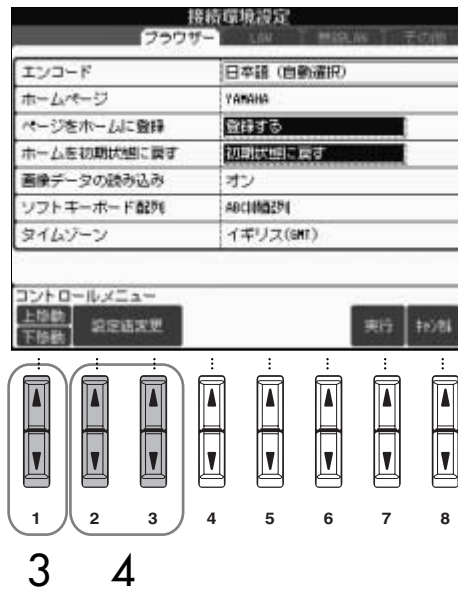 接続環境設定
ブラウザー LAN 無線LAN その他
エンコード 日本語（自動選択）
ホームページ YAMAHA
ページをホームに登録 登録する
ホームを初期状態に戻す 初期状態に戻す
画像データの読み込み オン
ソフトキーボード配列 ABC順配列
タイムゾーン イギリス(GMT)
コントロールメニュー
上移動 設定値変更 実行 キャンセル
下移動
1 2 3 4 5 6 7 8
3 4